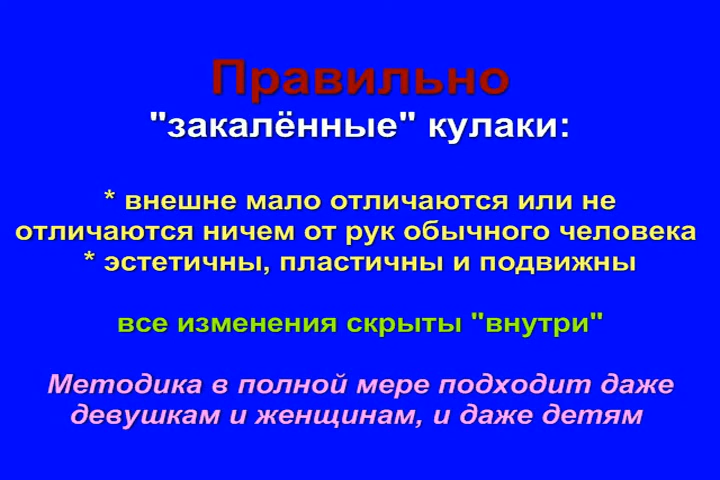 Правильно
"закалённые" кулаки:
* внешне мало отличаются или не
отличаются ничем от рук обычного человека
* эстетичны, пластичны и подвижны
все изменения скрыты "внутри"
Методика в полной мере подходит даже
девушкам и женщинам, и даже детям